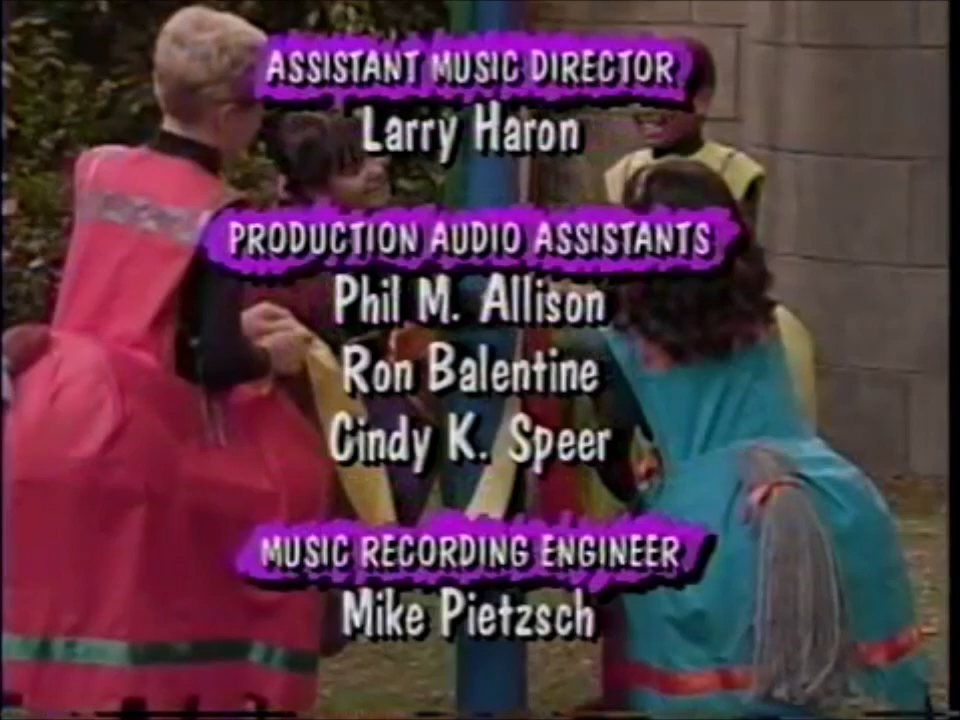 ASSISTANT MUSIC DIRECTOR
Larry Haron
PRODUCTION AUDIO ASSISTANTS
Phil M. Allison
Ron Balentine
Cindy K. Speer
MUSIC RECORDING ENGINEER
Mike Pietzsch